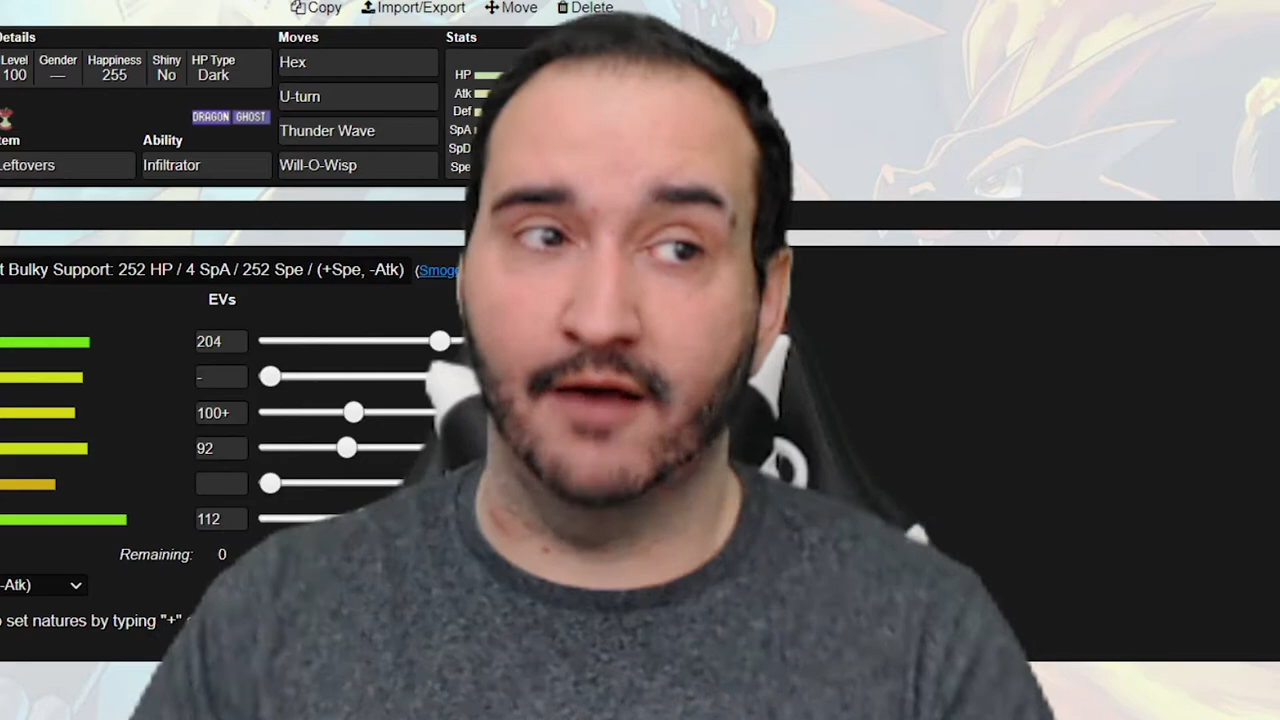 Copy Import/Export Move Delete
Details Moves Stats
Level Gender Happiness Shiny HP Type
100 — 255 No Dark
Hex
HP
U-turn
Atk
Def
DRAGON GHOST
Thunder Wave
SpA
Item Ability
SpD
Leftovers Infiltrator
Will-O-Wisp
Spe
t Bulky Support: 252 HP / 4 SpA / 252 Spe / (+Spe, -Atk) (Smogo
EVs
204
-
100+
92
112
Remaining: 0
-Atk)
o set natures by typing "+"